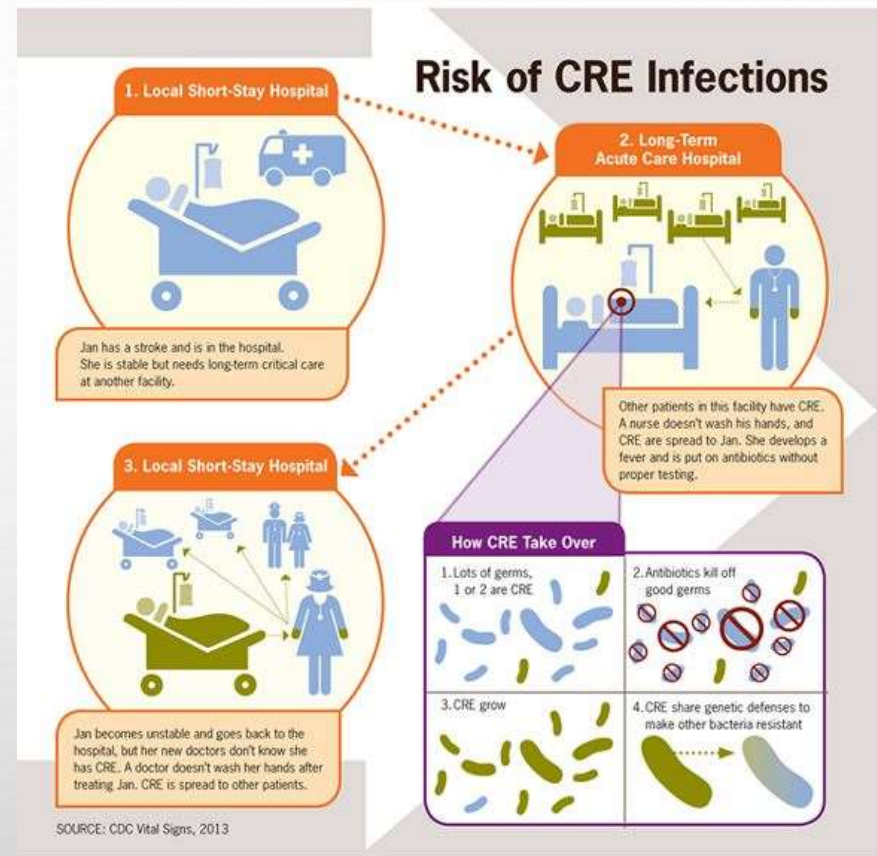 Risk of CRE Infections
1. Local Short-Stay Hospital
Jan has a stroke and is in the hospital.
She is stable but needs long-term critical care
at another facility.
2. Long-Term
Acute Care Hospital
Other patients in this facility have CRE.
A nurse doesn't wash his hands, and
CRE are spread to Jan. She develops a
fever and is put on antibiotics without
proper testing.
3. Local Short-Stay Hospital
Jan becomes unstable and goes back to the
hospital, but her new doctors don't know she
has CRE. A doctor doesn't wash her hands after
treating Jan. CRE is spread to other patients.
How CRE Take Over
1. Lots of germs,
1 or 2 are CRE
2. Antibiotics kill off
good germs
3. CRE grow
4. CRE share genetic defenses to
make other bacteria resistant
SOURCE: CDC Vital Signs, 2013